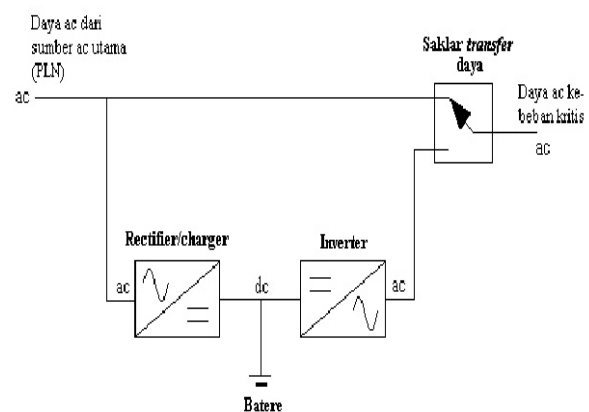 Daya ac dari
sumber ac utama
(PLN)
ac
Saklar transfer
daya
Daya ac ke-
beban kritis
ac
Rectifier/charger
Inverter
ac
dc
ac
Batere